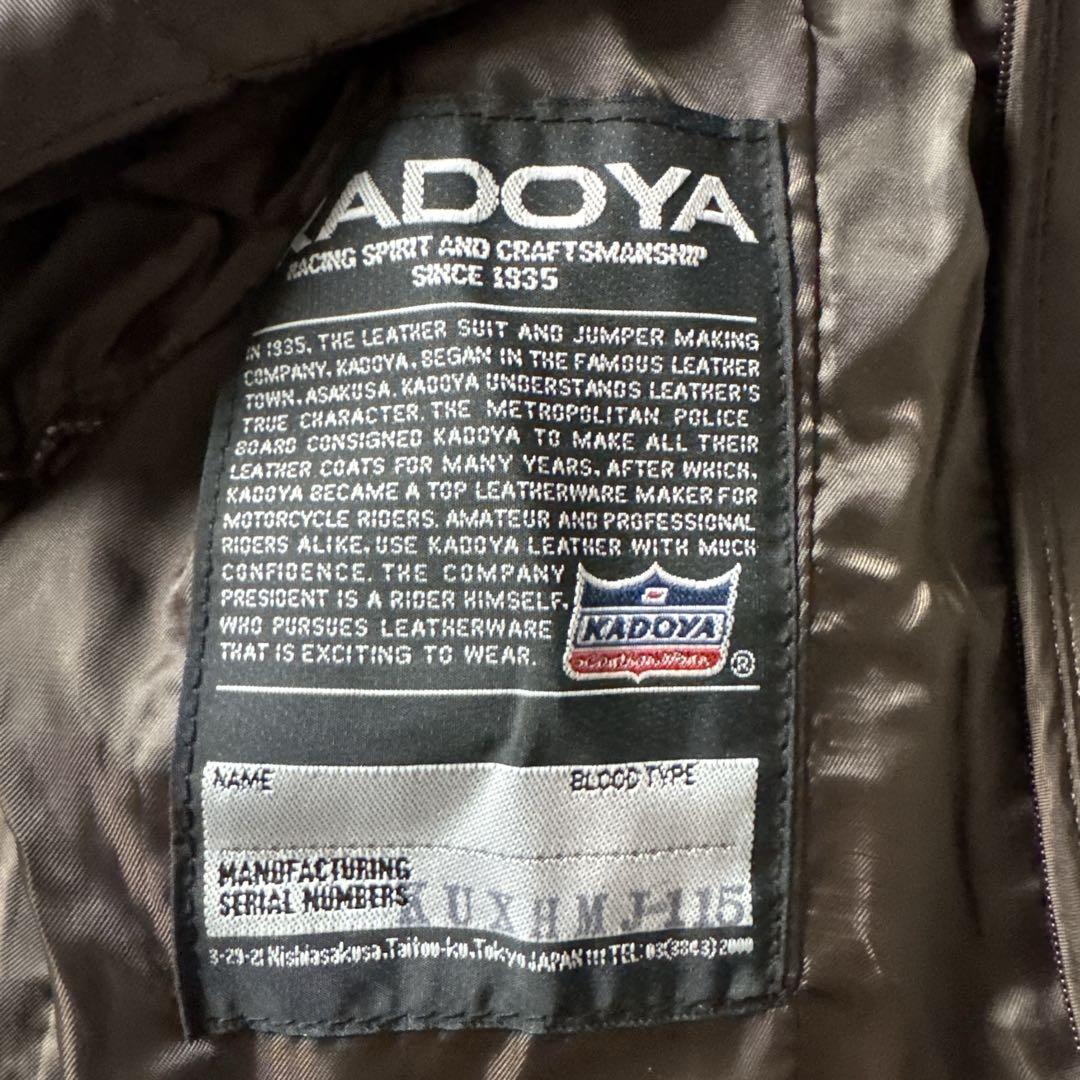 KADOYA
RACING SPIRIT AND CRAFTSMANSHIP
SINCE 1935
IN 1935, THE LEATHER SUIT AND JUMPER MAKING
COMPANY, KADOYA, BEGAN IN THE FAMOUS LEATHER
TOWN, ASAKUSA. KADOYA UNDERSTANDS LEATHER'S
TRUE CHARACTER. THE METROPOLITAN POLICE
BOARD CONSIGNED KADOYA TO MAKE ALL THEIR
LEATHER COATS FOR MANY YEARS. AFTER WHICH,
KADOYA BECAME A TOP LEATHERWARE MAKER FOR
MOTORCYCLE RIDERS. AMATEUR AND PROFESSIONAL
RIDERS ALIKE, USE KADOYA LEATHER WITH MUCH
CONFIDENCE. THE COMPANY
PRESIDENT IS A RIDER HIMSELF,
WHO PURSUES LEATHERWARE
THAT IS EXCITING TO WEAR.
KADOYA
®
NAME BLOOD TYPE
MANUFACTURING
SERIAL NUMBERS KUXHMJ-115
3-29-21 Nishiasakusa,Taitou-ku,Tokyo JAPAN 111 TEL: 03(3843)2000